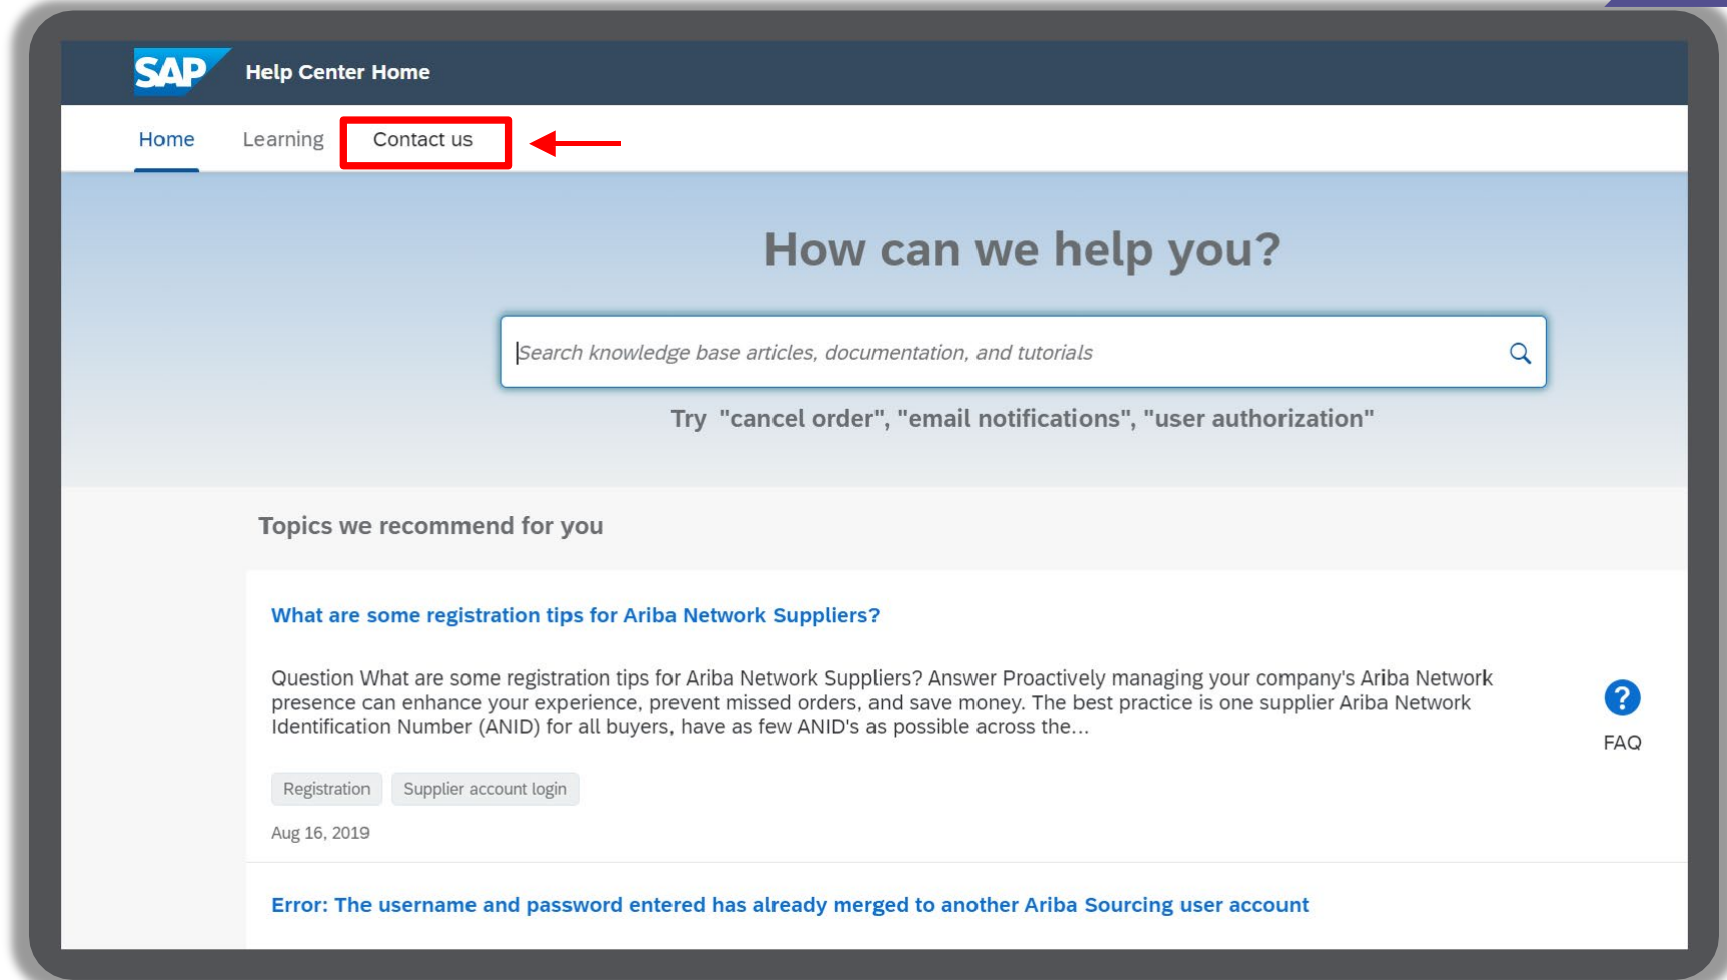 SAP Help Center Home
Home Learning Contact us
How can we help you?
Search knowledge base articles, documentation, and tutorials
Try "cancel order", "email notifications", "user authorization"
Topics we recommend for you
What are some registration tips for Ariba Network Suppliers?
Question What are some registration tips for Ariba Network Suppliers? Answer Proactively managing your company's Ariba Network
presence can enhance your experience, prevent missed orders, and save money. The best practice is one supplier Ariba Network
Identification Number (ANID) for all buyers, have as few ANID's as possible across the...
?
FAQ
Registration Supplier account login
Aug 16, 2019
Error: The username and password entered has already merged to another Ariba Sourcing user account